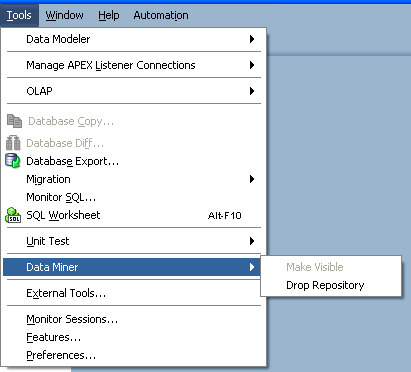 Tools Window Help Automation
Data Modeler
Manage APEX Listener Connections
OLAP
Database Copy...
Database Diff...
Database Export...
Migration
Monitor SQL...
SQL SQL Worksheet Alt-F10
Unit Test
Data Miner
Make Visible
Drop Repository
External Tools...
Monitor Sessions...
Features...
Preferences...